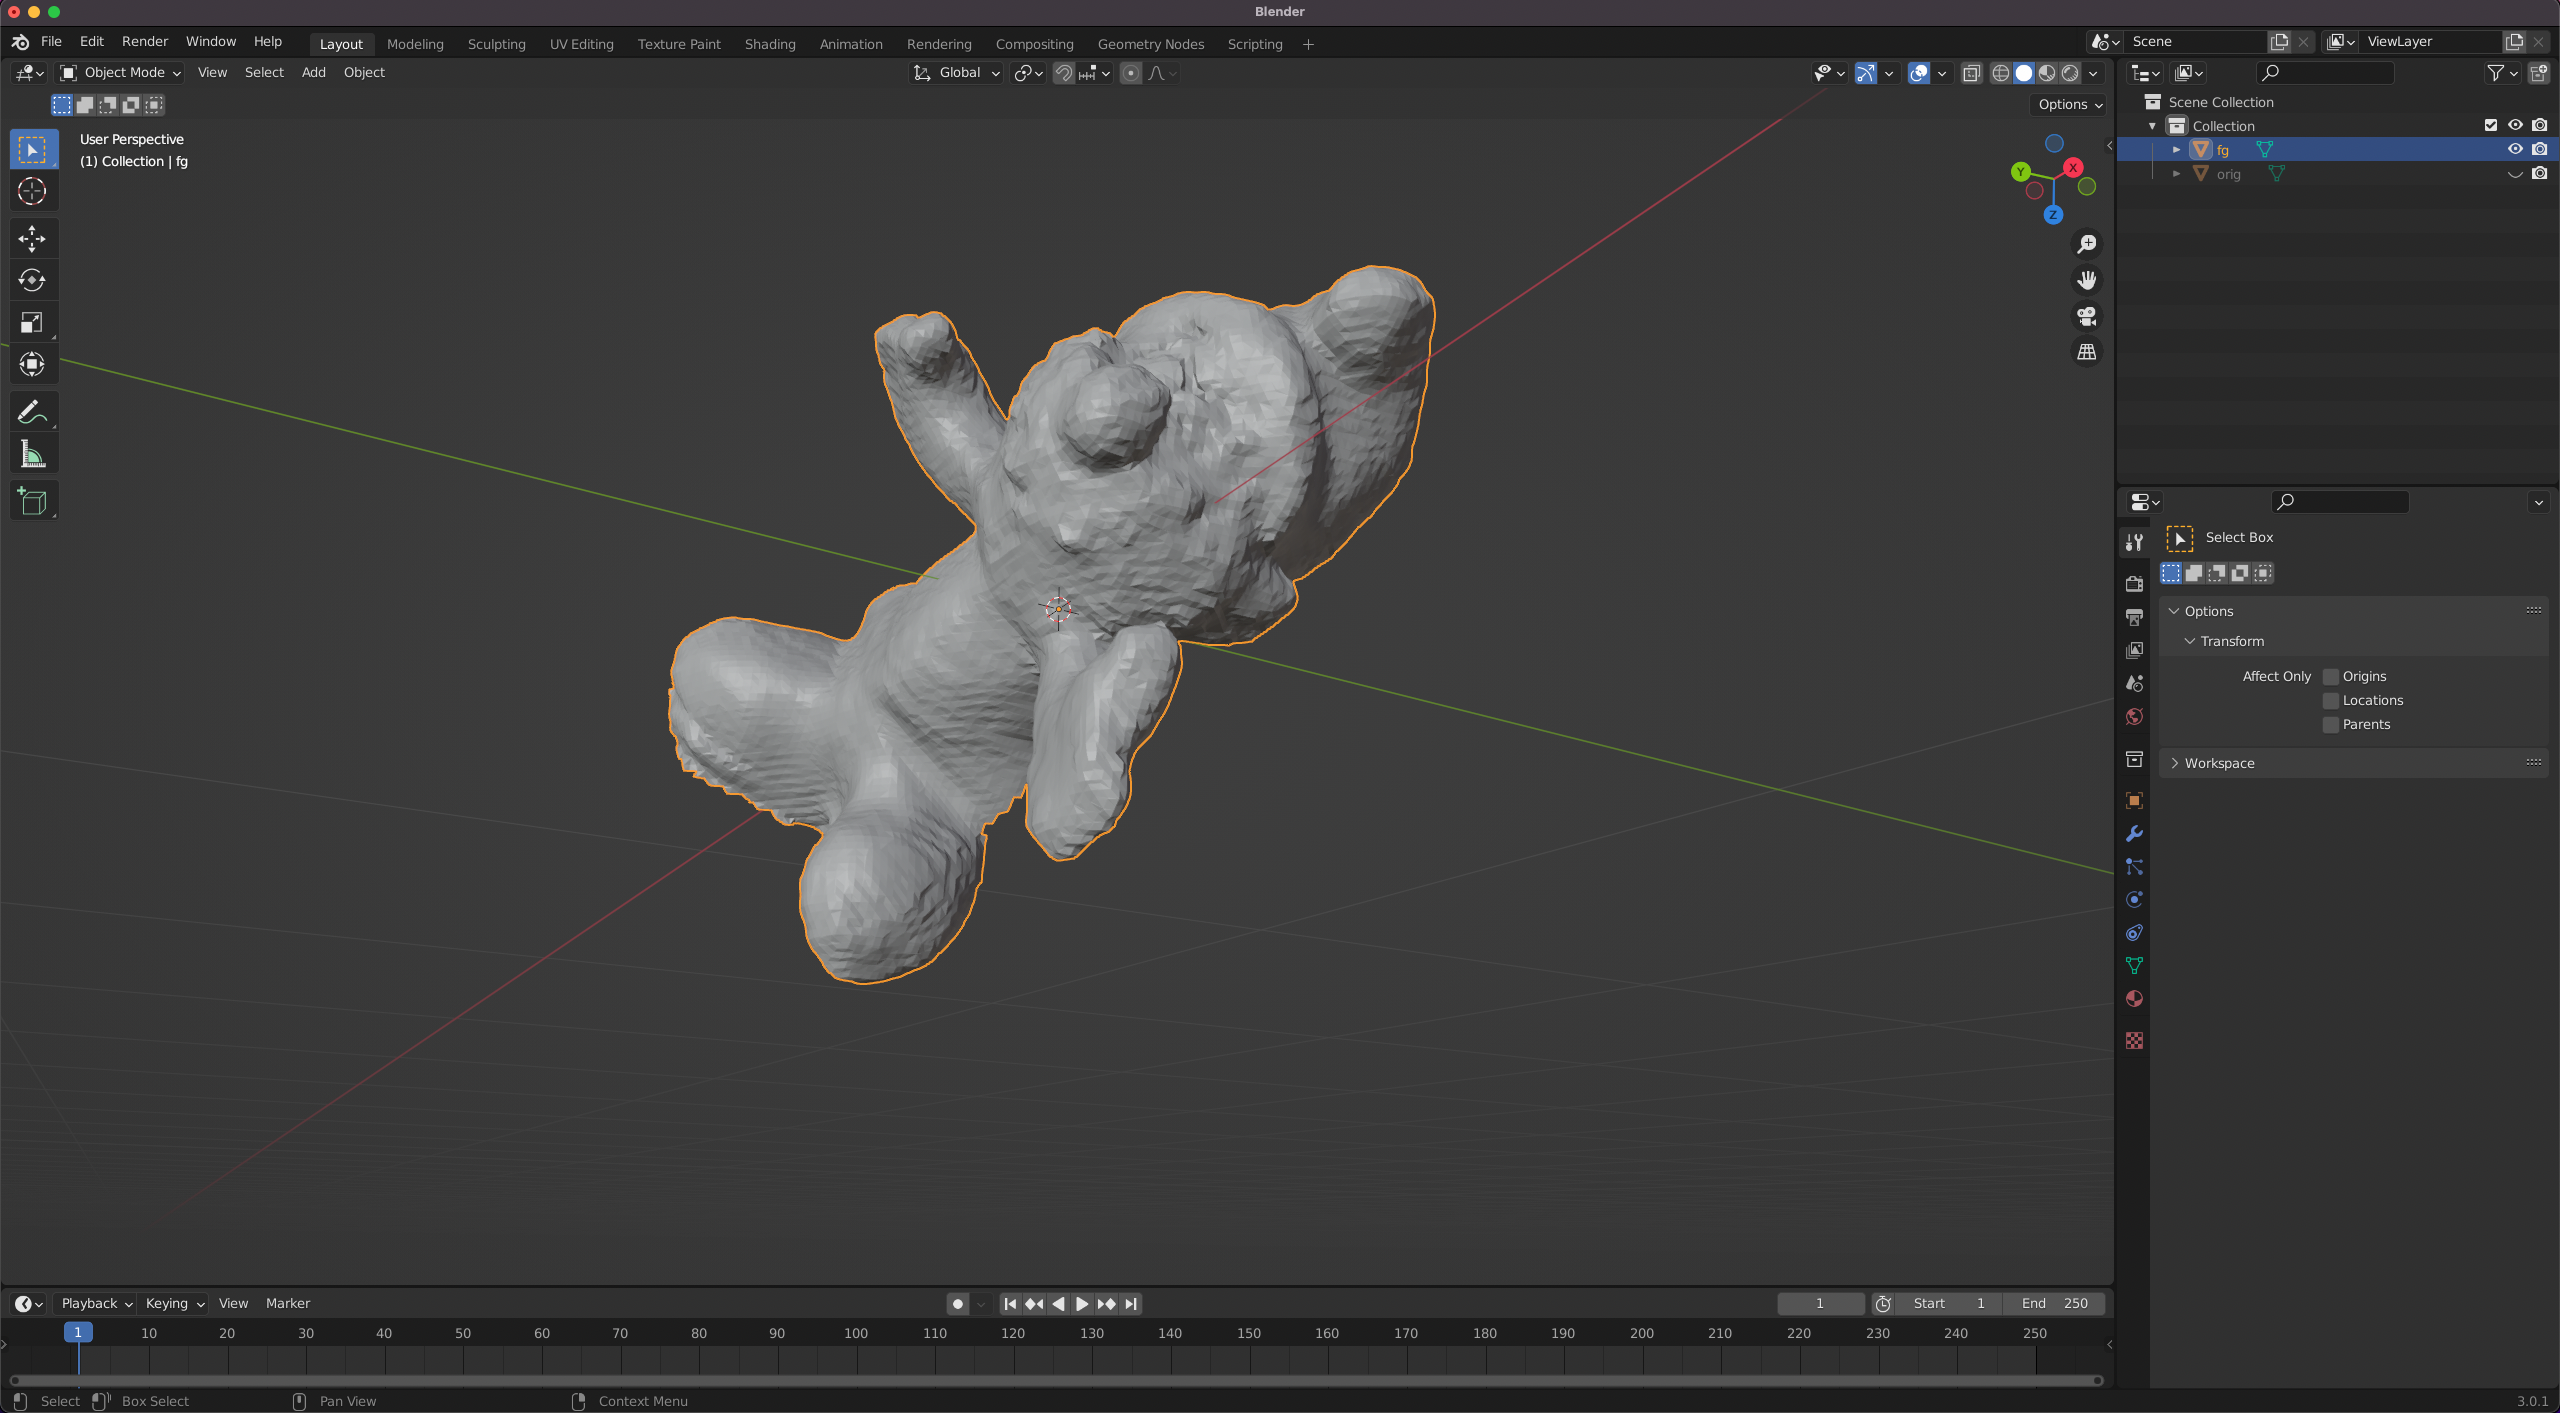 Blender
File Edit Render Window Help Layout Modeling Sculpting UV Editing Texture Paint Shading Animation Rendering Compositing Geometry Nodes Scripting + Scene ViewLayer
Object Mode View Select Add Object Global
Options
User Perspective
(1) Collection | fg
X
Y
Z
Scene Collection
Collection
fg
orig
Select Box
Options
Transform
Affect Only Origins
Locations
Parents
Workspace
Playback Keying View Marker 1 Start 1 End 250
1 10 20 30 40 50 60 70 80 90 100 110 120 130 140 150 160 170 180 190 200 210 220 230 240 250
Select Box Select Pan View Context Menu 3.0.1